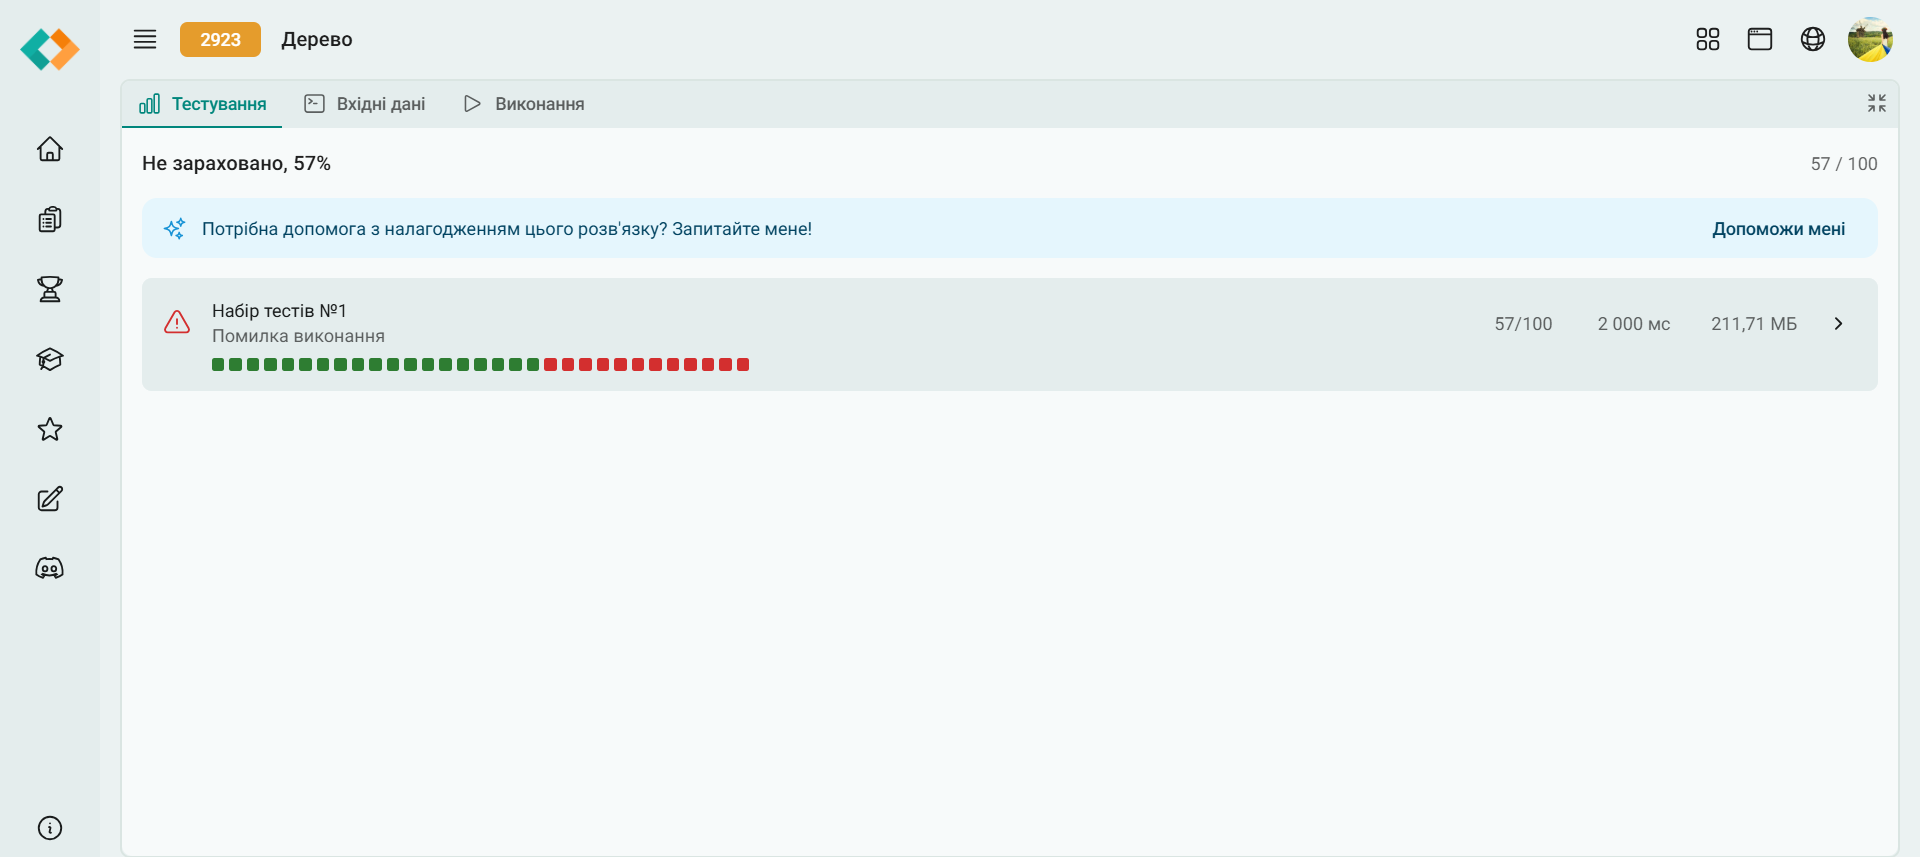 2923 Дерево
Тестування Вхідні дані Виконання
Не зараховано, 57% 57 / 100
Потрібна допомога з налагодженням цього розв'язку? Запитайте мене! Допоможи мені
Набір тестів №1
Помилка виконання
57/100 2 000 мс 211,71 МБ